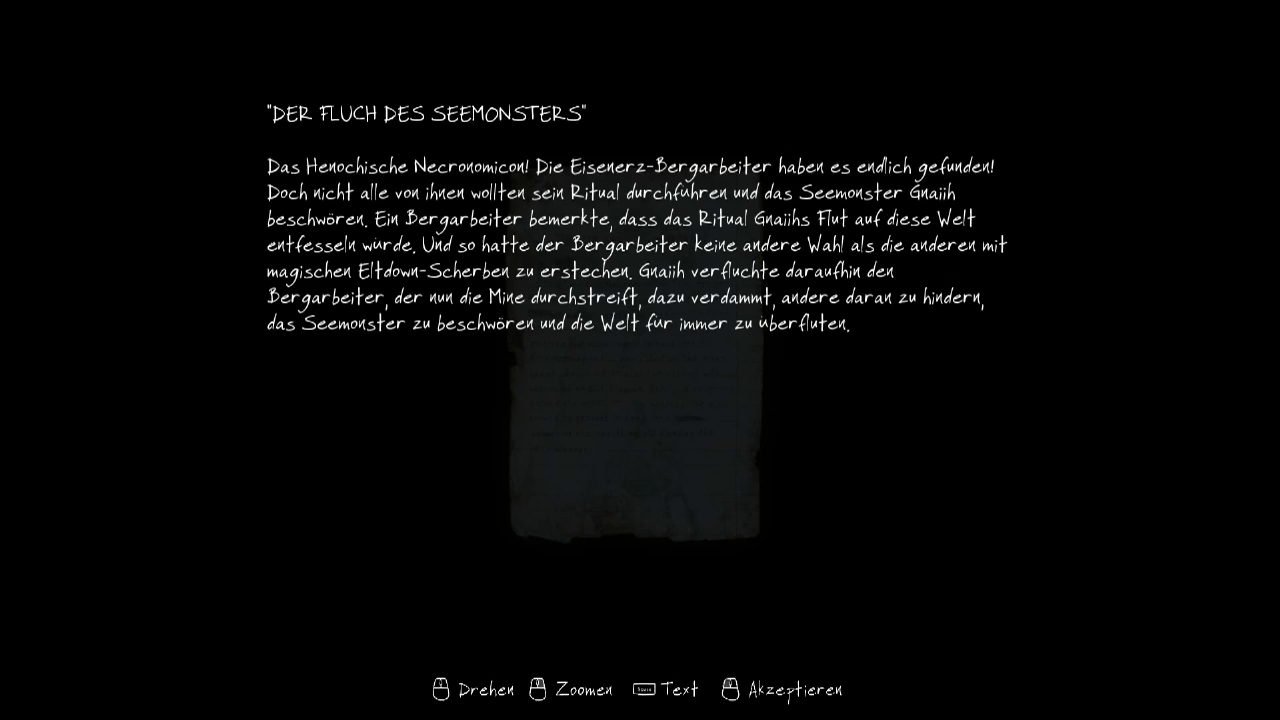 "DER FLUCH DES SEEMONSTERS"
Das Henochische Necronomicon! Die Eisenerz-Bergarbeiter haben es endlich gefunden!
Doch nicht alle von ihnen wollten sein Ritual durchführen und das Seemonster Gnaiih
beschwören. Ein Bergarbeiter bemerkte, dass das Ritual Gnaiihs Flut auf diese Welt
entfesseln würde. Und so hatte der Bergarbeiter keine andere Wahl als die anderen mit
magischen Eltdown-Scherben zu erstechen. Gnaiih verfluchte daraufhin den
Bergarbeiter, der nun die Mine durchstreift, dazu verdammt, andere daran zu hindern,
das Seemonster zu beschwören und die Welt für immer zu überfluten.
Drehen Zoomen Text Akzeptieren